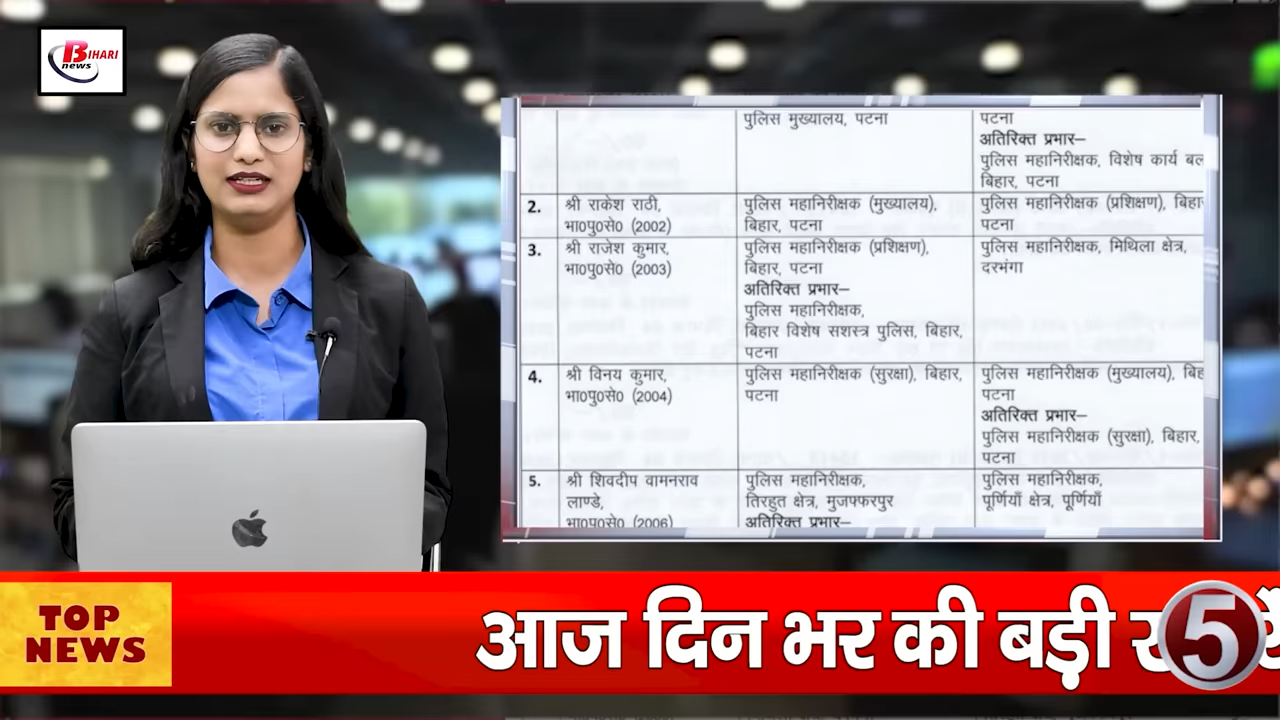 BIHARI
news
पुलिस मुख्यालय, पटना
पटना
अतिरिक्त प्रभार–
पुलिस महानिरीक्षक, विशेष कार्य बल
बिहार, पटना
2.
श्री राकेश राठी,
भा0पु0से0 (2002)
पुलिस महानिरीक्षक (मुख्यालय),
बिहार, पटना
पुलिस महानिरीक्षक (प्रशिक्षण), बिहार
पटना
3.
श्री राजेश कुमार,
भा0पु0से0 (2003)
पुलिस महानिरीक्षक (प्रशिक्षण),
बिहार, पटना
अतिरिक्त प्रभार–
पुलिस महानिरीक्षक,
बिहार विशेष सशस्त्र पुलिस, बिहार,
पटना
पुलिस महानिरीक्षक, मिथिला क्षेत्र,
दरभंगा
4.
श्री विनय कुमार,
भा0पु0से0 (2004)
पुलिस महानिरीक्षक (सुरक्षा), बिहार,
पटना
पुलिस महानिरीक्षक (मुख्यालय), बिह
पटना
अतिरिक्त प्रभार–
पुलिस महानिरीक्षक (सुरक्षा), बिहार,
पटना
5.
श्री शिवदीप वामनराव
लाण्डे,
भा0पु0से0 (2006)
पुलिस महानिरीक्षक,
तिरहुत क्षेत्र, मुजफ्फरपुर
अतिरिक्त प्रभार–
पुलिस महानिरीक्षक,
पूर्णियाँ क्षेत्र, पूर्णियाँ
TOP
NEWS
आज दिन भर की बड़ी
5